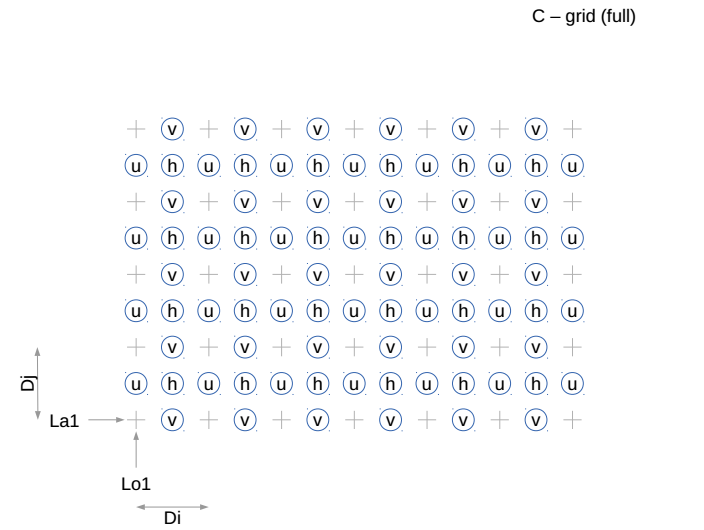 C – grid (full)
v v v v v v
u h u h u h u h u h u h u
v v v v v v
u h u h u h u h u h u h u
v v v v v v
u h u h u h u h u h u h u
v v v v v v
Dj
u h u h u h u h u h u h u
La1 v v v v v v
Lo1
Di